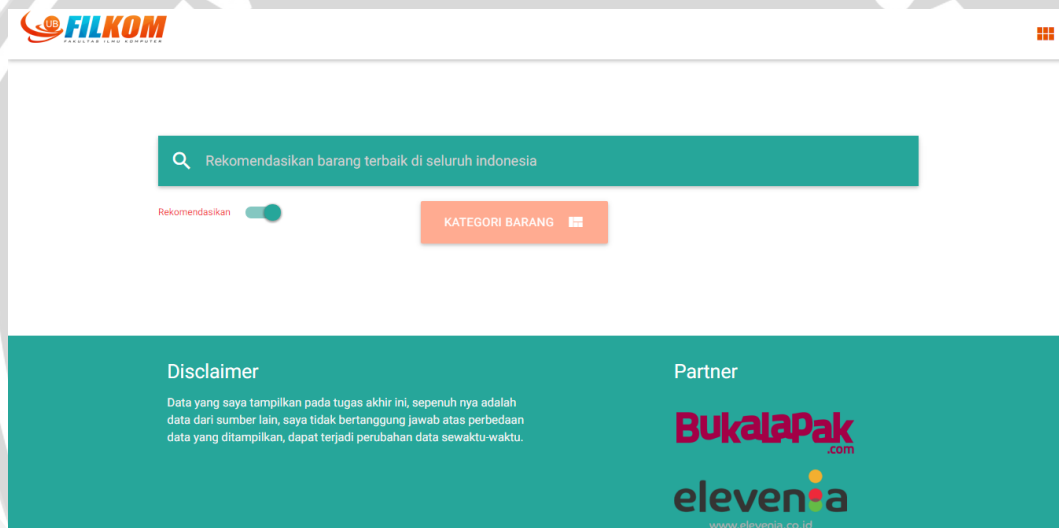 UB FILKOM
FAKULTAS ILMU KOMPUTER
Rekomendasikan barang terbaik di seluruh indonesia
Rekomendasikan
KATEGORI BARANG
Disclaimer
Data yang saya tampilkan pada tugas akhir ini, sepenuh nya adalah
data dari sumber lain, saya tidak bertanggung jawab atas perbedaan
data yang ditampilkan, dapat terjadi perubahan data sewaktu-waktu.
Partner
BukalaPak
.com
elevenia
www.elevenia.co.id